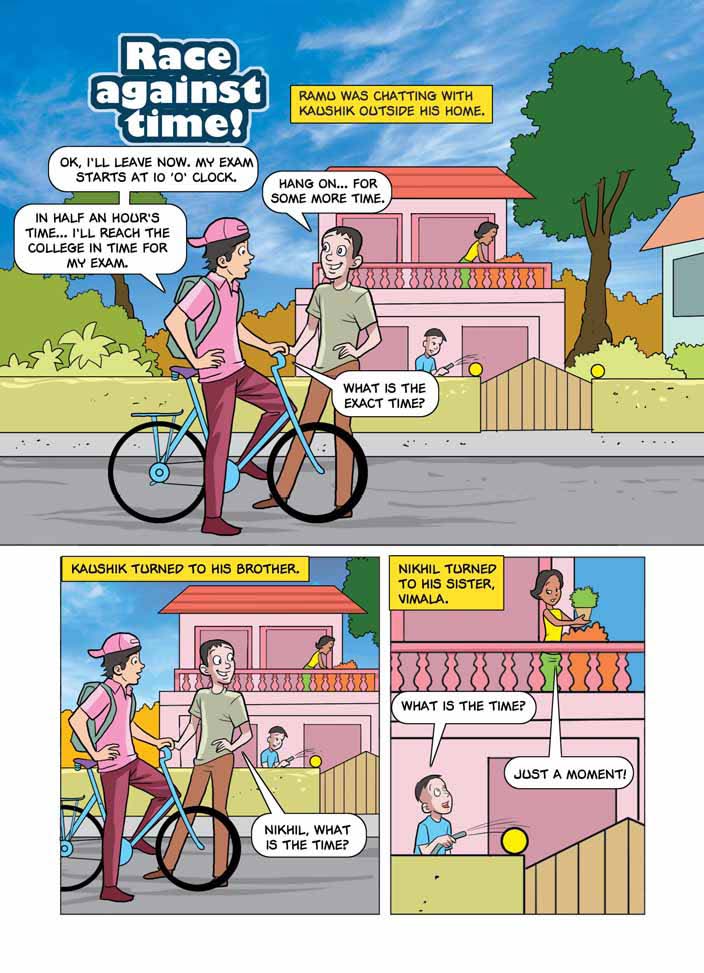 Race
against
time!
RAMU WAS CHATTING WITH
KAUSHIK OUTSIDE HIS HOME.
OK, I'LL LEAVE NOW. MY EXAM
STARTS AT 10 'O' CLOCK.
HANG ON... FOR
SOME MORE TIME.
IN HALF AN HOUR'S
TIME... I'LL REACH THE
COLLEGE IN TIME FOR
MY EXAM.
WHAT IS THE
EXACT TIME?
KAUSHIK TURNED TO HIS BROTHER.
NIKHIL, WHAT
IS THE TIME?
NIKHIL TURNED
TO HIS SISTER,
VIMALA.
WHAT IS THE TIME?
JUST A MOMENT!